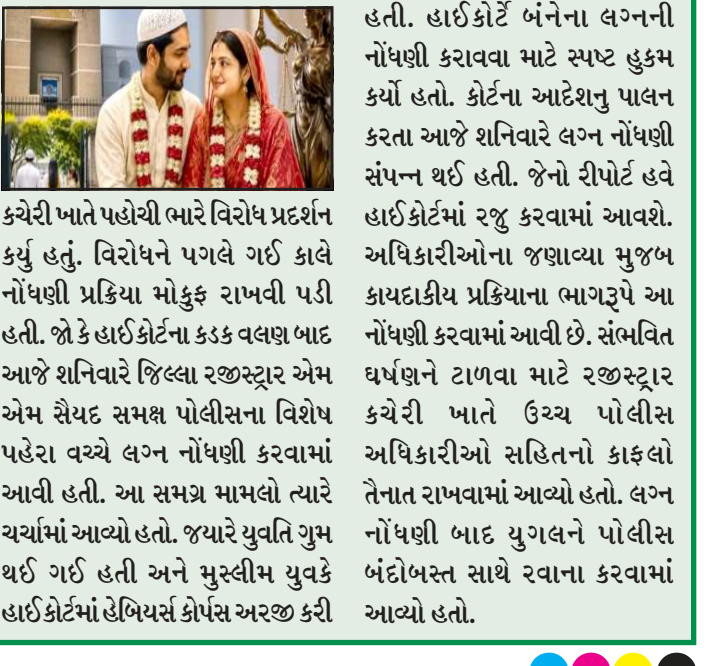 કચેરી ખાતે પહોચી ભારે વિરોધ પ્રદર્શન
કર્યુ હતું. વિરોધને પગલે ગઈ કાલે
નોંધણી પ્રક્રિયા મોકુફ રાખવી પડી
હતી. જો કે હાઈકોર્ટના કડક વલણ બાદ
આજે શનિવારે જિલ્લા રજીસ્ટ્રાર એમ
એમ સૈયદ સમક્ષ પોલીસના વિશેષ
પહેરા વચ્ચે લગ્ન નોંધણી કરવામાં
આવી હતી. આ સમગ્ર મામલો ત્યારે
ચર્ચામાં આવ્યો હતો. જયારે યુવતિ ગુમ
થઈ ગઈ હતી અને મુસ્લીમ યુવકે
હાઈકોર્ટમાં હેબિયર્સ કોર્પસ અરજી કરી
હતી. હાઈકોર્ટે બંનેના લગ્નની
નોંધણી કરાવવા માટે સ્પષ્ટ હુકમ
કર્યો હતો. કોર્ટના આદેશનુ પાલન
કરતા આજે શનિવારે લગ્ન નોંધણી
સંપન્ન થઈ હતી. જેનો રીપોર્ટ હવે
હાઈકોર્ટમાં રજુ કરવામાં આવશે.
અધિકારીઓના જણાવ્યા મુજબ
કાયદાકીય પ્રક્રિયાના ભાગરૂપે આ
નોંધણી કરવામાં આવી છે. સંભવિત
ઘર્ષણને ટાળવા માટે રજીસ્ટ્રાર
કચેરી ખાતે ઉચ્ચ પોલીસ
અધિકારીઓ સહિતનો કાફલો
તૈનાત રાખવામાં આવ્યો હતો. લગ્ન
નોંધણી બાદ યુગલને પોલીસ
બંદોબસ્ત સાથે રવાના કરવામાં
આવ્યો હતો.